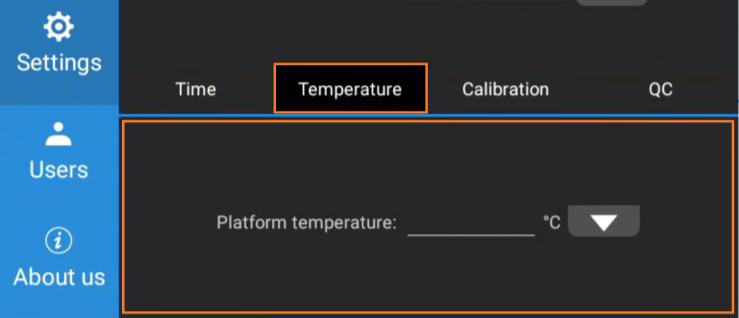 Settings
Users
About us
Time Temperature Calibration QC
Platform temperature: °C